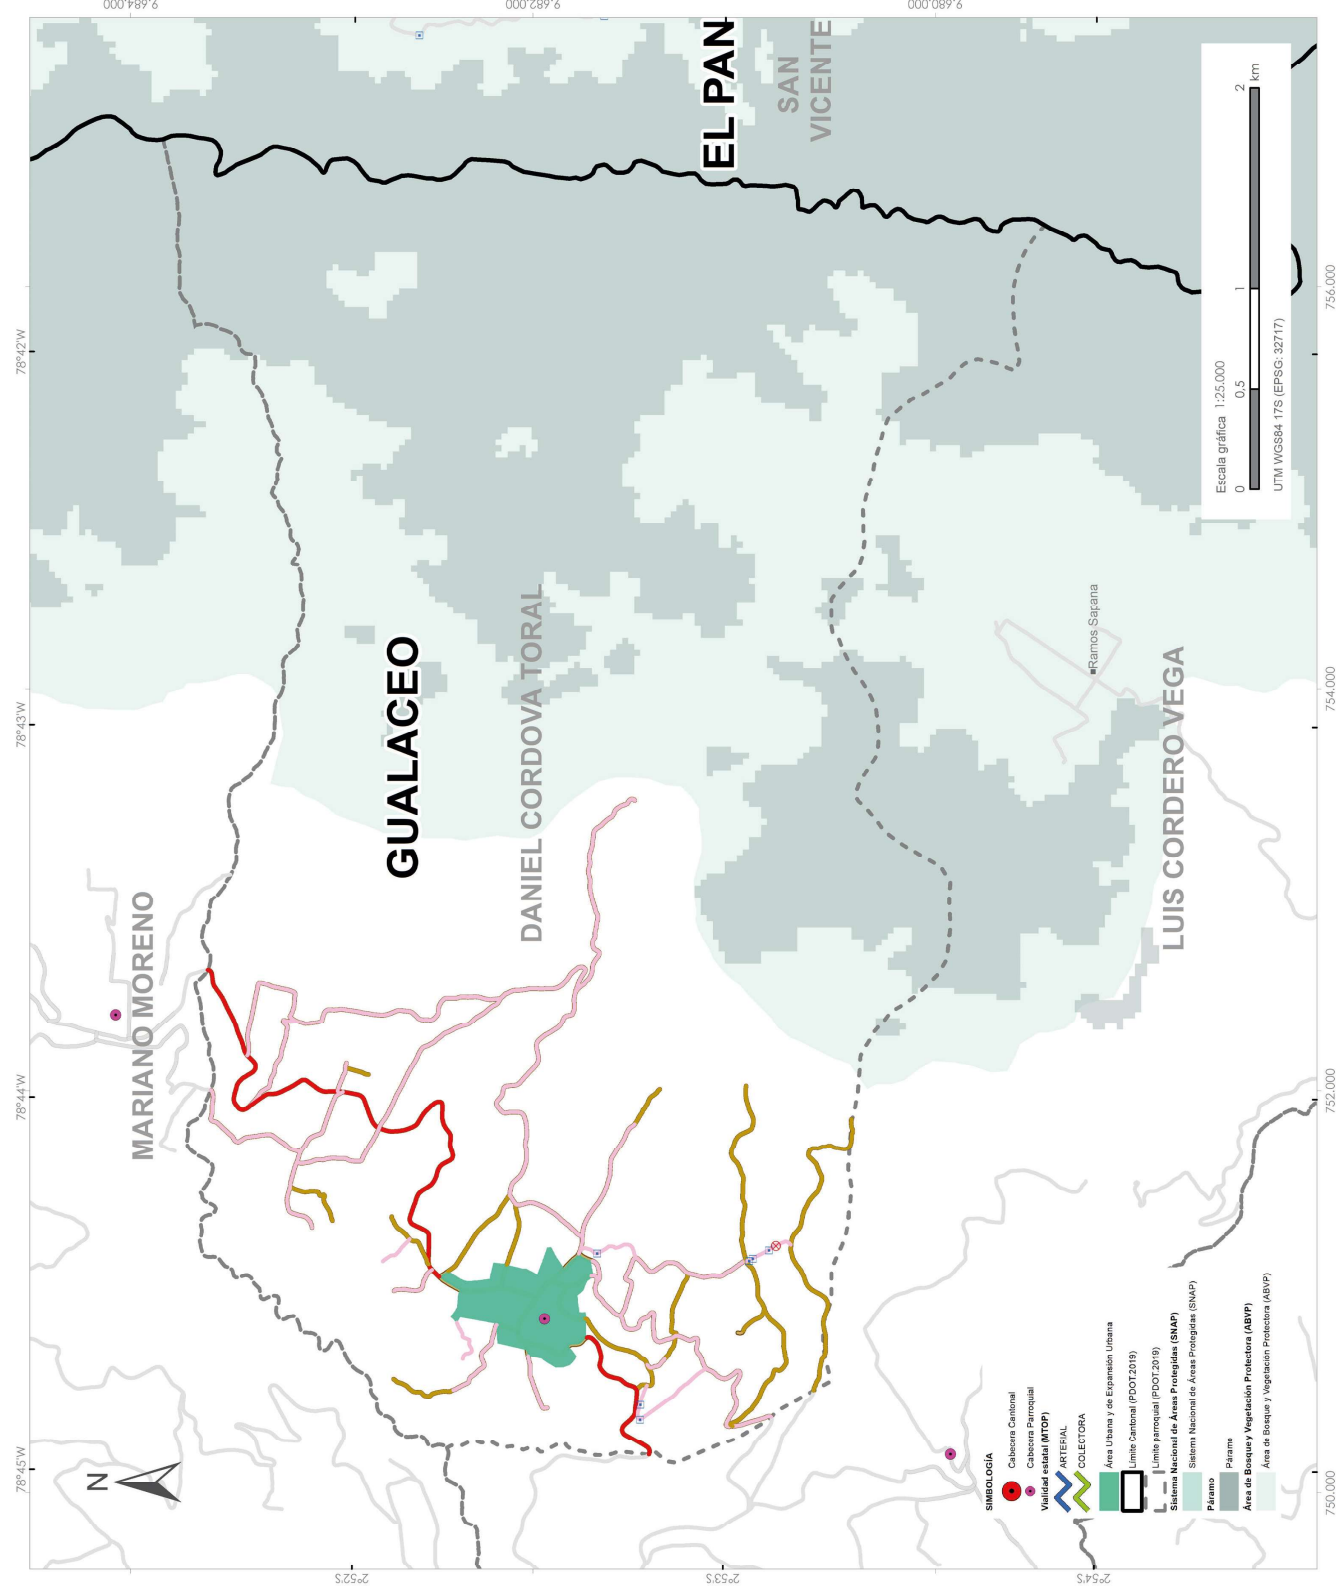 9.684.000
9.682.000
9.680.000
78°42'W
78°43'W
78°44'W
78°45'W
756.000
754.000
752.000
750.000
2°52'S
2°53'S
2°54'S
N
EL PAN
SAN
VICENTE
GUALACEO
DANIEL CORDOVA TORAL
MARIANO MORENO
LUIS CORDERO VEGA
Ramos Sapana
Escala gráfica 1:25.000
0 0,5 1 2 km
UTM WGS84 17S (EPSG: 32717)
SIMBOLOGÍA
Cabecera Cantonal
Cabecera Parroquial
Vialidad estatal (MTOP)
ARTERIAL
COLECTORA
Área Urbana y de Expansión Urbana
Límite Cantonal (PDOT2019)
Límite parroquial (PDOT2019)
Sistema Nacional de Áreas Protegidas (SNAP)
Sistema Nacional de Áreas Protegidas (SNAP)
Páramo
Páramo
Área de Bosque y Vegetación Protectora (ABVP)
Área de Bosque y Vegetación Protectora (ABVP)